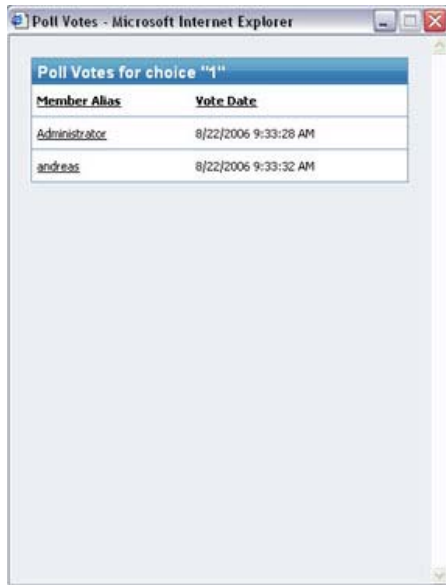 Poll Votes - Microsoft Internet Explorer
Poll Votes for choice "1"
Member Alias Vote Date
Administrator 8/22/2006 9:33:28 AM
andreas 8/22/2006 9:33:32 AM